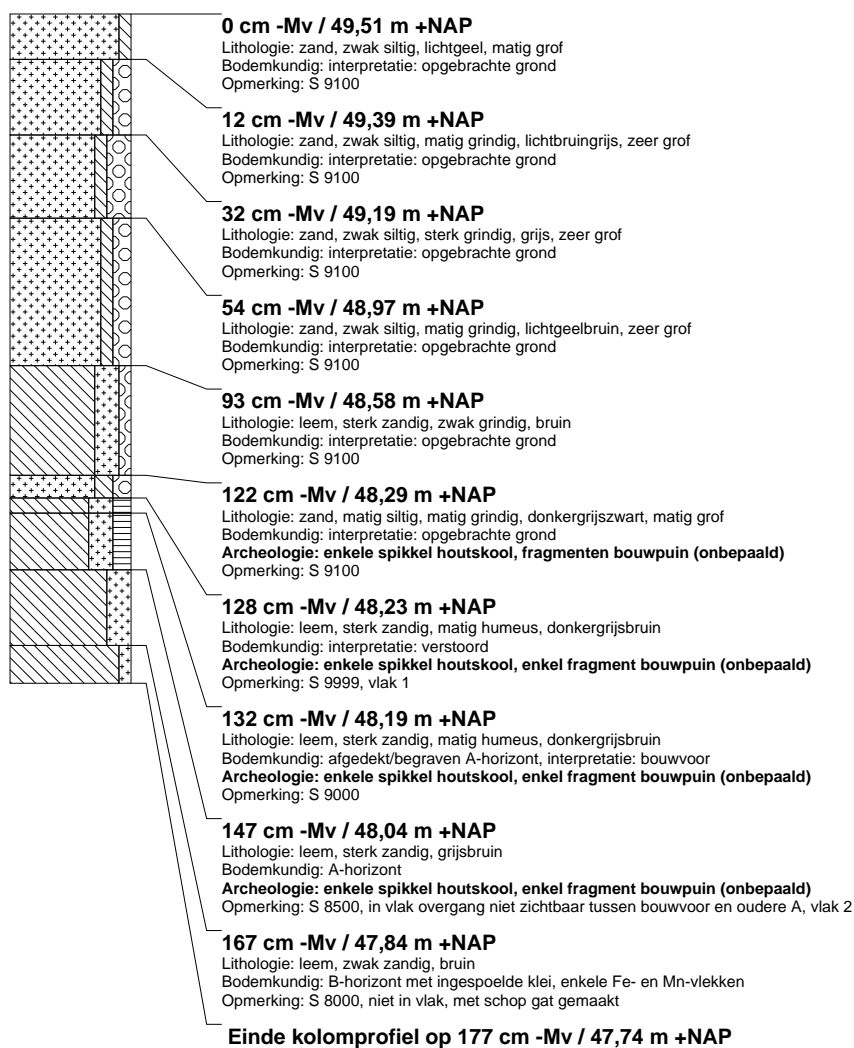 0 cm -Mv / 49,51 m +NAP
Lithologie: zand, zwak siltig, lichtgeel, matig grof
Bodemkundig: interpretatie: opgebrachte grond
Opmerking: S 9100
12 cm -Mv / 49,39 m +NAP
Lithologie: zand, zwak siltig, matig grindig, lichtbruingrijs, zeer grof
Bodemkundig: interpretatie: opgebrachte grond
Opmerking: S 9100
32 cm -Mv / 49,19 m +NAP
Lithologie: zand, zwak siltig, sterk grindig, grijs, zeer grof
Bodemkundig: interpretatie: opgebrachte grond
Opmerking: S 9100
54 cm -Mv / 48,97 m +NAP
Lithologie: zand, zwak siltig, matig grindig, lichtgeelbruin, zeer grof
Bodemkundig: interpretatie: opgebrachte grond
Opmerking: S 9100
93 cm -Mv / 48,58 m +NAP
Lithologie: leem, sterk zandig, zwak grindig, bruin
Bodemkundig: interpretatie: opgebrachte grond
Opmerking: S 9100
122 cm -Mv / 48,29 m +NAP
Lithologie: zand, matig siltig, matig grindig, donkergrijszwart, matig grof
Bodemkundig: interpretatie: opgebrachte grond
Archeologie: enkele spikkel houtskool, fragmenten bouwpuin (onbepaald)
Opmerking: S 9100
128 cm -Mv / 48,23 m +NAP
Lithologie: leem, sterk zandig, matig humeus, donkergrijsbruin
Bodemkundig: interpretatie: verstoord
Archeologie: enkele spikkel houtskool, enkel fragment bouwpuin (onbepaald)
Opmerking: S 9999, vlak 1
132 cm -Mv / 48,19 m +NAP
Lithologie: leem, sterk zandig, matig humeus, donkergrijsbruin
Bodemkundig: afgedekt/begraven A-horizont, interpretatie: bouwvoor
Archeologie: enkele spikkel houtskool, enkel fragment bouwpuin (onbepaald)
Opmerking: S 9000
147 cm -Mv / 48,04 m +NAP
Lithologie: leem, sterk zandig, grijsbruin
Bodemkundig: A-horizont
Archeologie: enkele spikkel houtskool, enkel fragment bouwpuin (onbepaald)
Opmerking: S 8500, in vlak overgang niet zichtbaar tussen bouwvoor en oudere A, vlak 2
167 cm -Mv / 47,84 m +NAP
Lithologie: leem, zwak zandig, bruin
Bodemkundig: B-horizont met ingespoelde klei, enkele Fe- en Mn-vlekken
Opmerking: S 8000, niet in vlak, met schop gat gemaakt
Einde kolomprofiel op 177 cm -Mv / 47,74 m +NAP